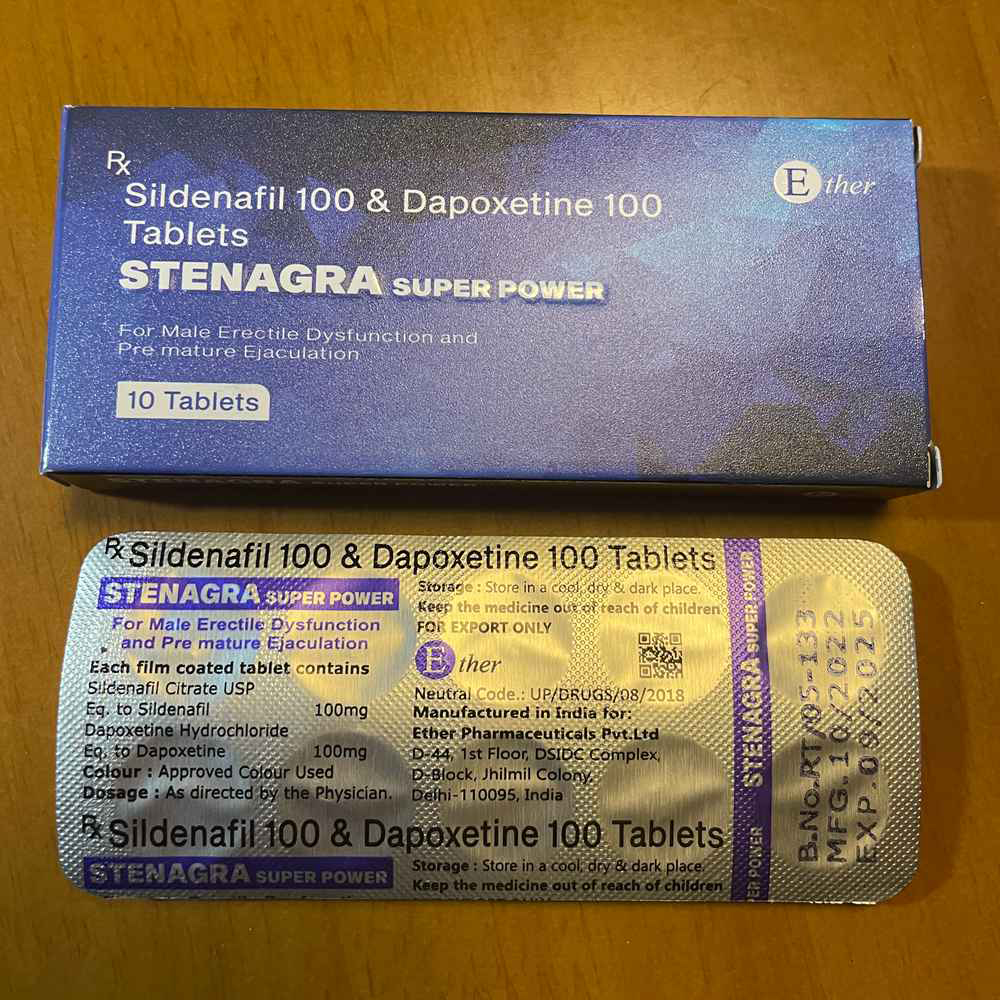 Rx
Sildenafil 100 & Dapoxetine 100
Tablets
STENAGRA SUPER POWER
For Male Erectile Dysfunction and
Pre mature Ejaculation
10 Tablets
Ether
STENAGRA SUPER POWER
Rx Sildenafil 100 & Dapoxetine 100 Tablets
STENAGRA SUPER POWER
For Male Erectile Dysfunction
and Pre mature Ejaculation
Each film coated tablet contains
Sildenafil Citrate USP
Eq. to Sildenafil 100mg
Dapoxetine Hydrochloride
Eq. to Dapoxetine 100mg
Colour : Approved Colour Used
Dosage : As directed by the Physician.
Storage : Store in a cool, dry & dark place.
Keep the medicine out of reach of children
FOR EXPORT ONLY
Ether
Neutral Code.: UP/DRUGS/08/2018
Manufactured in India for:
Ether Pharmaceuticals Pvt.Ltd
D-44, 1st Floor, DSIDC Complex,
D-Block, Jhilmil Colony,
Delhi-110095, India
Rx Sildenafil 100 & Dapoxetine 100 Tablets
STENAGRA SUPER POWER
Storage : Store in a cool, dry & dark place.
Keep the medicine out of reach of children
STENAGRA SUPER POWER
ER POWER
B.No.RT/05-133
MFG.10/2022
EXP.09/2025